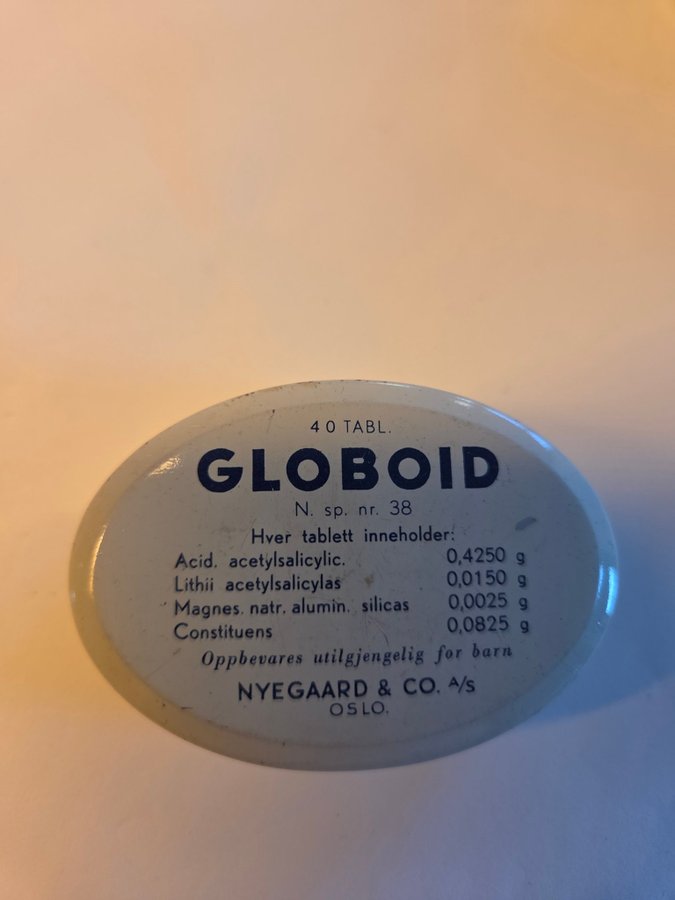 40 TABL.
GLOBOID
N. sp. nr. 38
Hver tablett inneholder:
Acid. acetylsalicylic. 0,4250 g
Lithii acetylsalicylas 0,0150 g
Magnes. natr. alumin. silicas 0,0025 g
Constituens 0,0825 g
Oppbevares utilgjengelig for barn
NYEGAARD & CO. A/S
OSLO.